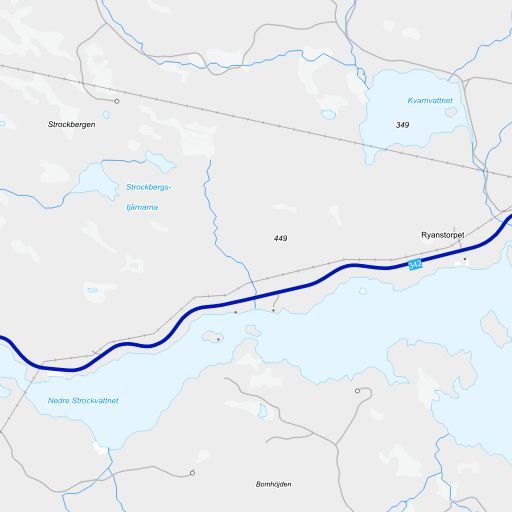 Kvarnvattnet
Strockbergen
349
Strockbergs-
tjärnarna
449
Ryanstorpet
342
Nedre Strockvattnet
Bomhöjden